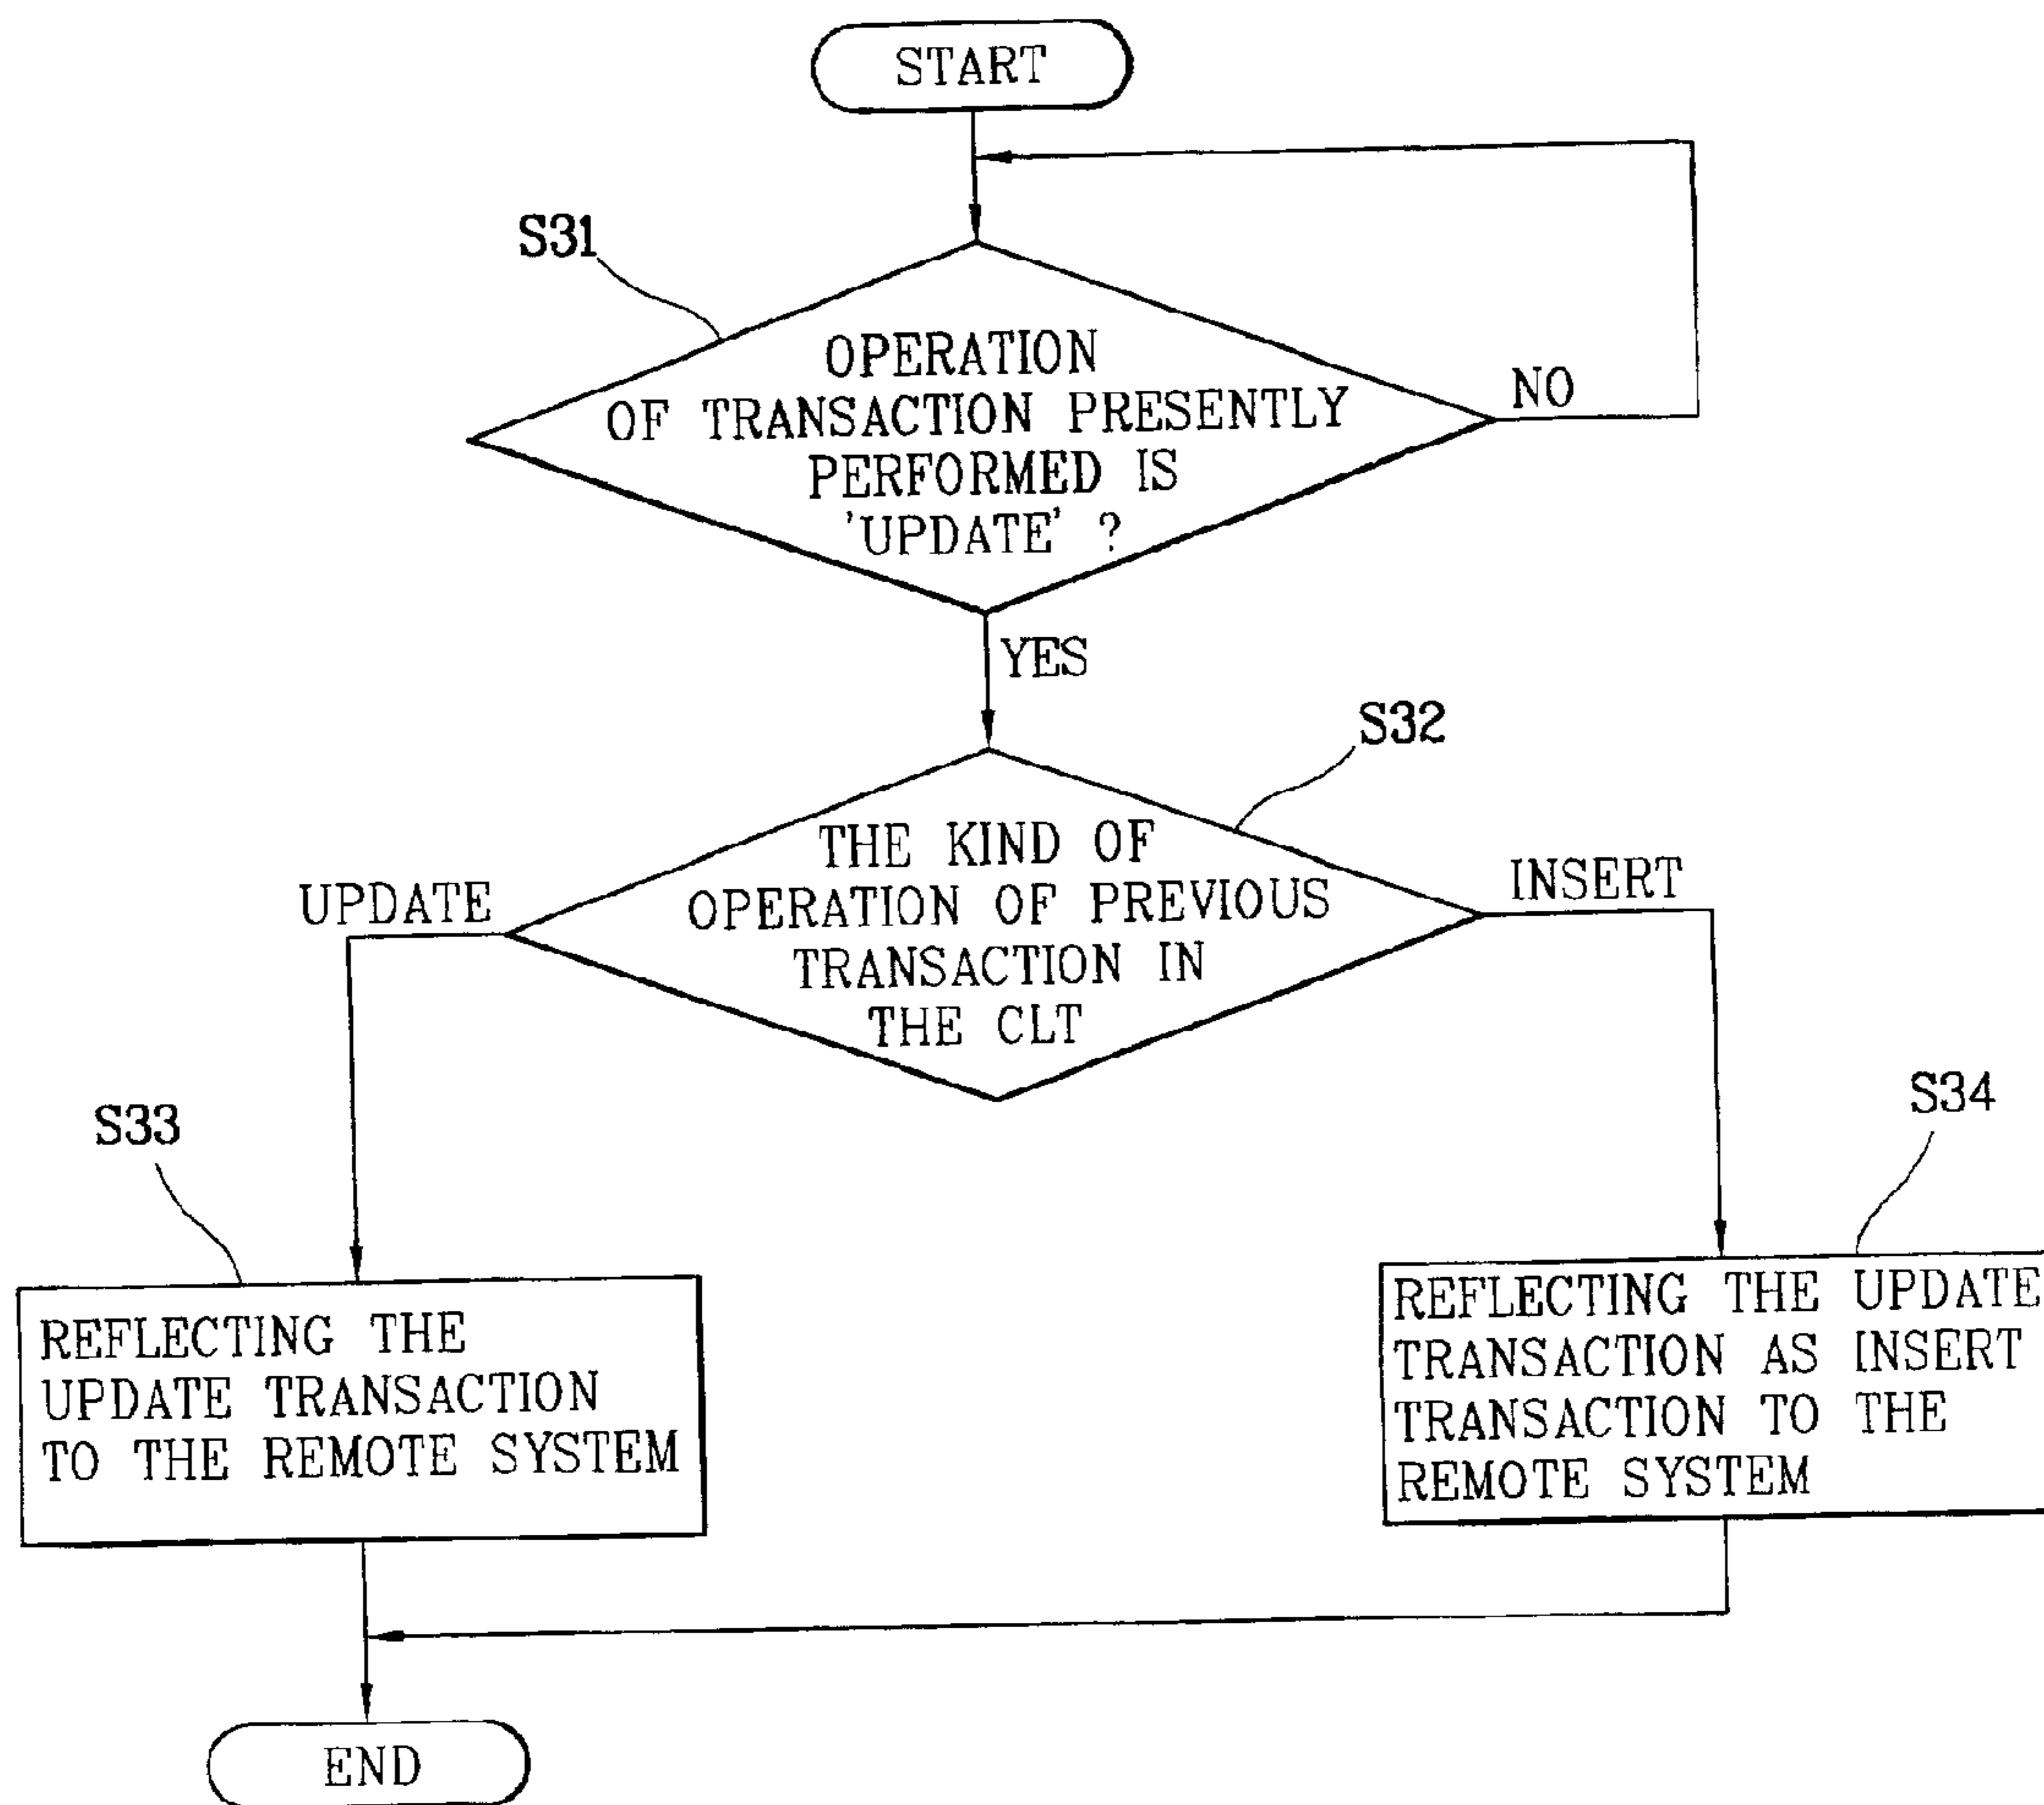 START
S31
OPERATION
OF TRANSACTION PRESENTLY
PERFORMED IS
'UPDATE' ?
NO
YES
S32
THE KIND OF
OPERATION OF PREVIOUS
TRANSACTION IN
THE CLT
UPDATE
INSERT
S33
S34
REFLECTING THE
UPDATE TRANSACTION
TO THE REMOTE SYSTEM
REFLECTING THE UPDATE
TRANSACTION AS INSERT
TRANSACTION TO THE
REMOTE SYSTEM
END